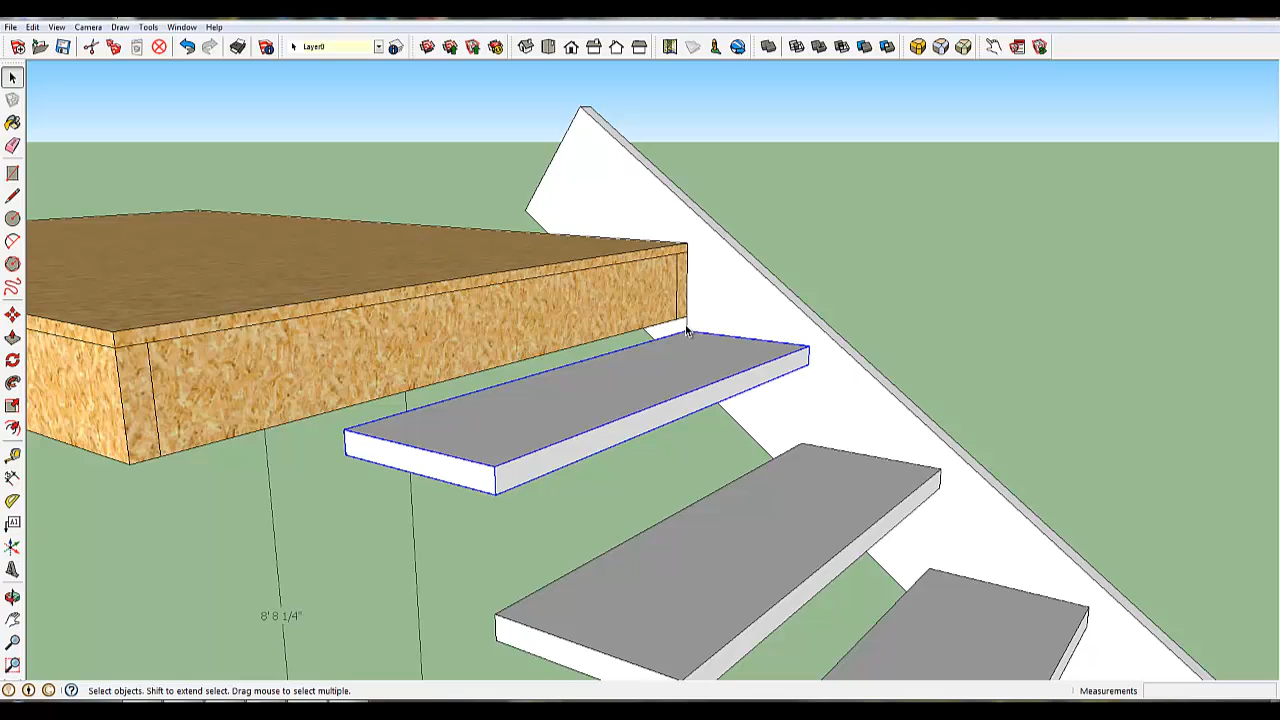 File Edit View Camera Draw Tools Window Help
Layer0
8' 8 1/4"
Select objects. Shift to extend select. Drag mouse to select multiple.
Measurements